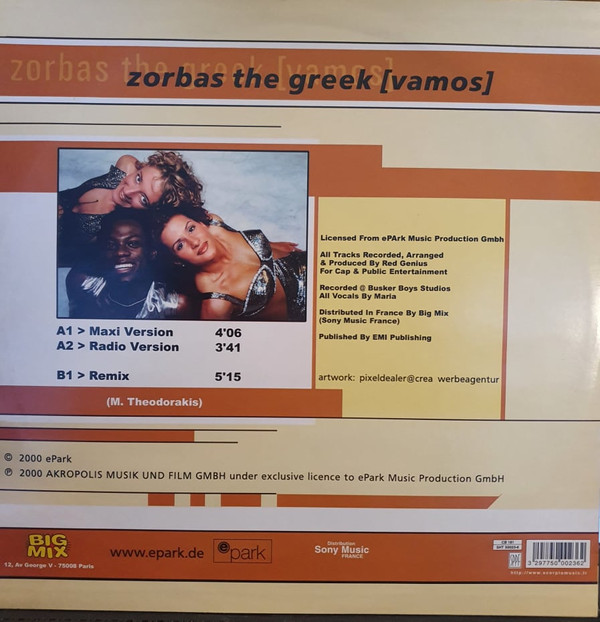 zorbas the greek [vamos]
zorbas the greek [vamos]
Licensed From ePArk Music Production Gmbh
All Tracks Recorded, Arranged
& Produced By Red Genius
For Cap & Public Entertainment
Recorded @ Busker Boys Studios
All Vocals By Maria
Distributed In France By Big Mix
(Sony Music France)
Published By EMI Publishing
artwork: pixeldealer@crea werbeagentur
A1 > Maxi Version 4'06
A2 > Radio Version 3'41
B1 > Remix 5'15
(M. Theodorakis)
© 2000 ePark
℗ 2000 AKROPOLIS MUSIK UND FILM GMBH under exclusive licence to ePark Music Production GmbH
BIG
MIX
12, Av George V - 75008 Paris
www.epark.de
epark
Distribution
Sony Music
FRANCE
3 297750 002362